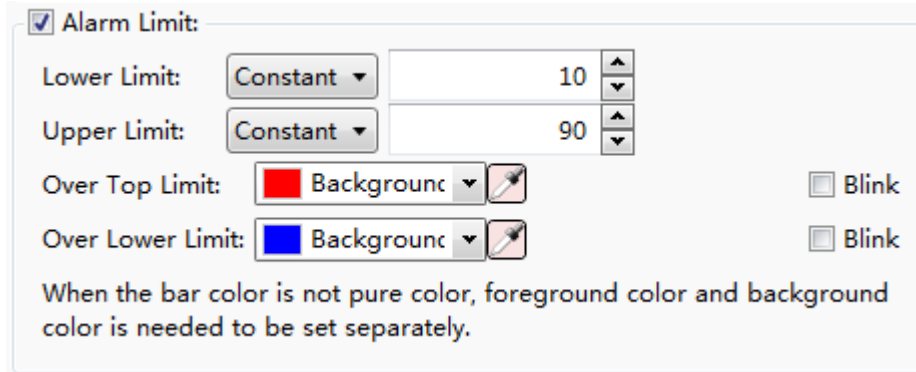 Alarm Limit:
Lower Limit: Constant 10
Upper Limit: Constant 90
Over Top Limit: Backgrounc Blink
Over Lower Limit: Backgrounc Blink
When the bar color is not pure color, foreground color and background
color is needed to be set separately.